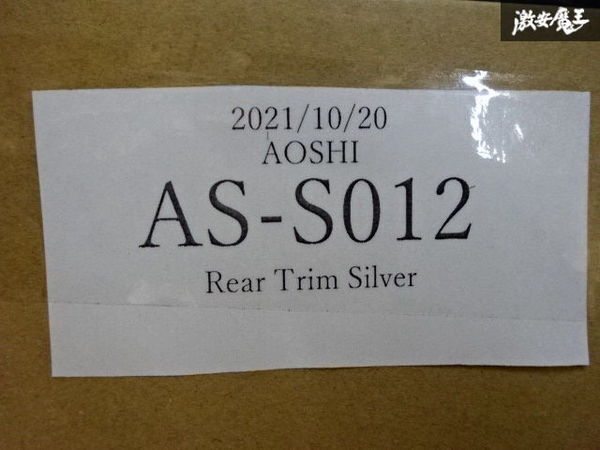 激安魔王
2021/10/20
AOSHI
AS-S012
Rear Trim Silver